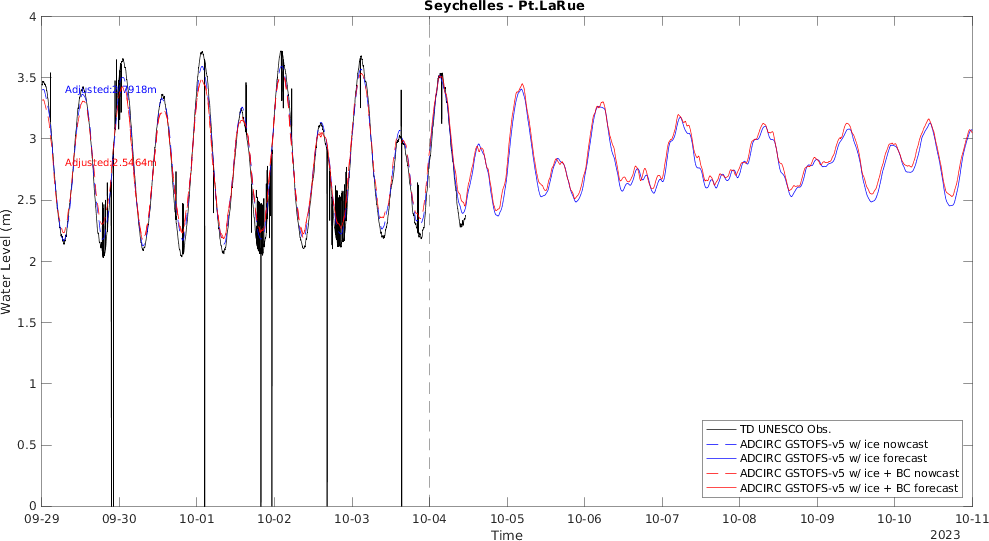 Seychelles - Pt.LaRue
4
3.5
3
2.5
2
1.5
1
0.5
0
Water Level (m)
Adjusted:2.7918m
Adjusted:2.5464m
TD UNESCO Obs.
ADCIRC GSTOFS-v5 w/ ice nowcast
ADCIRC GSTOFS-v5 w/ ice forecast
ADCIRC GSTOFS-v5 w/ ice + BC nowcast
ADCIRC GSTOFS-v5 w/ ice + BC forecast
09-29 09-30 10-01 10-02 10-03 10-04 10-05 10-06 10-07 10-08 10-09 10-10 10-11
Time
2023